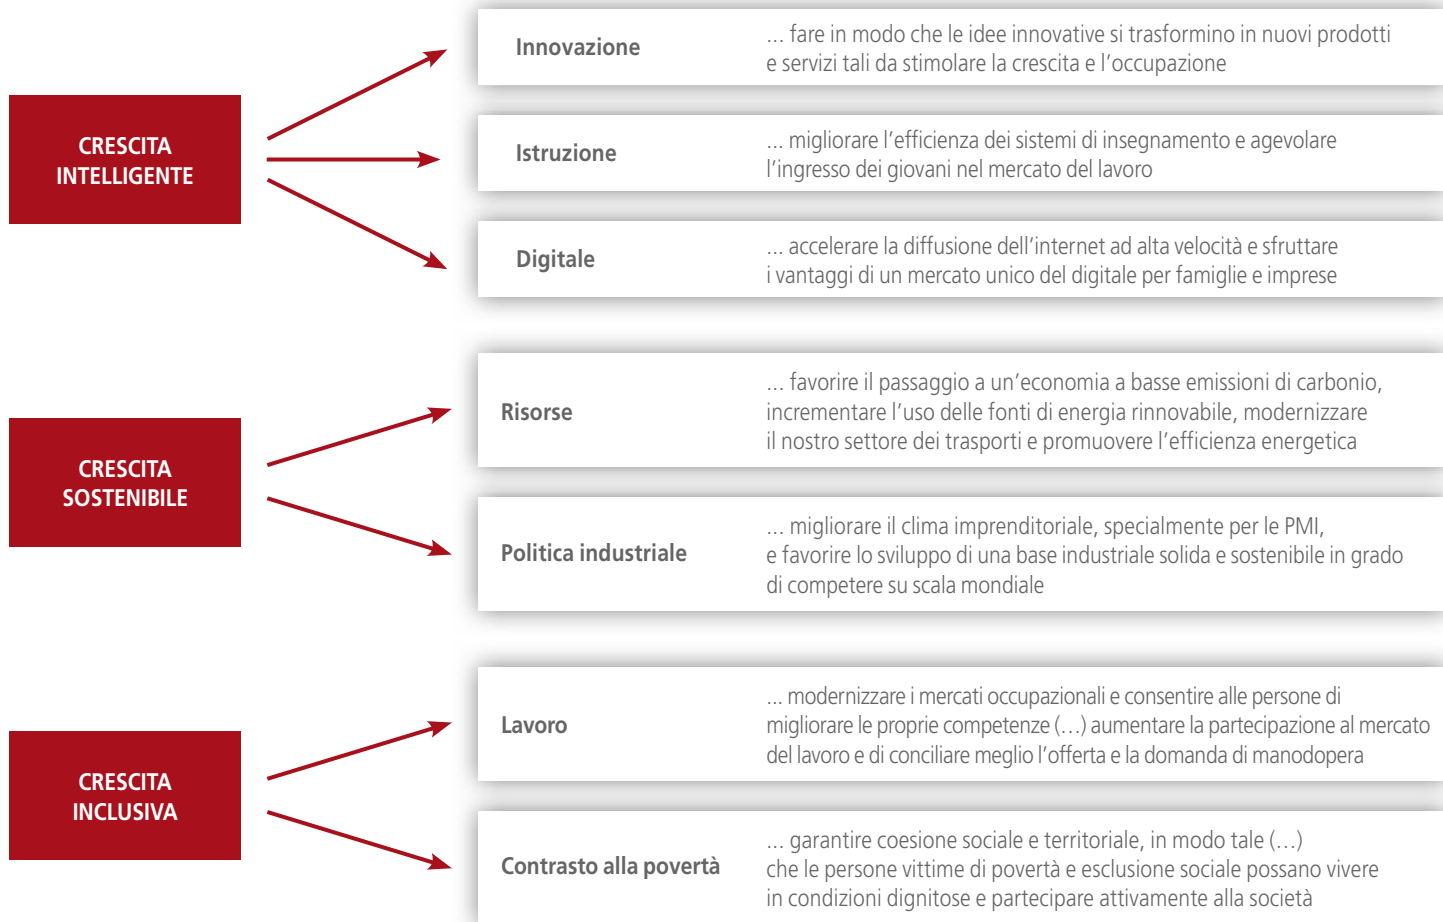 CRESCITA
INTELLIGENTE
Innovazione
... fare in modo che le idee innovative si trasformino in nuovi prodotti
e servizi tali da stimolare la crescita e l’occupazione
Istruzione
... migliorare l’efficienza dei sistemi di insegnamento e agevolare
l’ingresso dei giovani nel mercato del lavoro
Digitale
... accelerare la diffusione dell’internet ad alta velocità e sfruttare
i vantaggi di un mercato unico del digitale per famiglie e imprese
CRESCITA
SOSTENIBILE
Risorse
... favorire il passaggio a un’economia a basse emissioni di carbonio,
incrementare l’uso delle fonti di energia rinnovabile, modernizzare
il nostro settore dei trasporti e promuovere l’efficienza energetica
Politica industriale
... migliorare il clima imprenditoriale, specialmente per le PMI,
e favorire lo sviluppo di una base industriale solida e sostenibile in grado
di competere su scala mondiale
CRESCITA
INCLUSIVA
Lavoro
... modernizzare i mercati occupazionali e consentire alle persone di
migliorare le proprie competenze (…) aumentare la partecipazione al mercato
del lavoro e di conciliare meglio l’offerta e la domanda di manodopera
Contrasto alla povertà
... garantire coesione sociale e territoriale, in modo tale (…)
che le persone vittime di povertà e esclusione sociale possano vivere
in condizioni dignitose e partecipare attivamente alla società